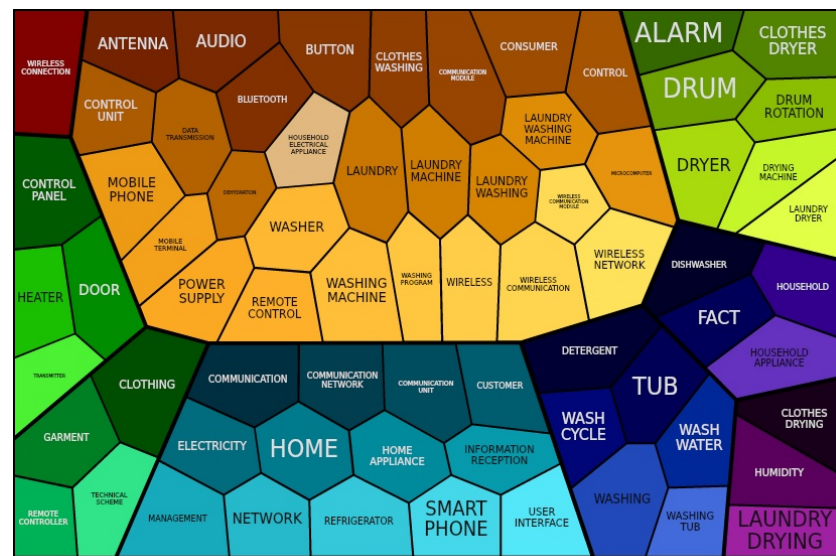 WIRELESS
CONNECTION
ANTENNA
AUDIO
BUTTON
CLOTHES
WASHING
COMMUNICATION
MODULE
CONSUMER
CONTROL
ALARM
CLOTHES
DRYER
CONTROL
UNIT
DATA
TRANSMISSION
BLUETOOTH
HOUSEHOLD
ELECTRICAL
APPLIANCE
LAUNDRY
WASHING
MACHINE
DRUM
DRUM
ROTATION
CONTROL
PANEL
MOBILE
PHONE
DEHYDRATION
LAUNDRY
LAUNDRY
MACHINE
LAUNDRY
WASHING
WIRELESS
COMMUNICATION
MODULE
MICROCOMPUTER
DRYER
DRYING
MACHINE
LAUNDRY
DRYER
MOBILE
TERMINAL
WASHER
HEATER
DOOR
POWER
SUPPLY
REMOTE
CONTROL
WASHING
MACHINE
WASHING
PROGRAM
WIRELESS
WIRELESS
COMMUNICATION
WIRELESS
NETWORK
DISHWASHER
HOUSEHOLD
FACT
TRANSMITTER
CLOTHING
COMMUNICATION
COMMUNICATION
NETWORK
COMMUNICATION
UNIT
CUSTOMER
DETERGENT
TUB
HOUSEHOLD
APPLIANCE
GARMENT
ELECTRICITY
HOME
HOME
APPLIANCE
INFORMATION
RECEPTION
WASH
CYCLE
WASH
WATER
CLOTHES
DRYING
HUMIDITY
REMOTE
CONTROLLER
TECHNICAL
SCHEME
MANAGEMENT
NETWORK
REFRIGERATOR
SMART
PHONE
USER
INTERFACE
WASHING
WASHING
TUB
LAUNDRY
DRYING